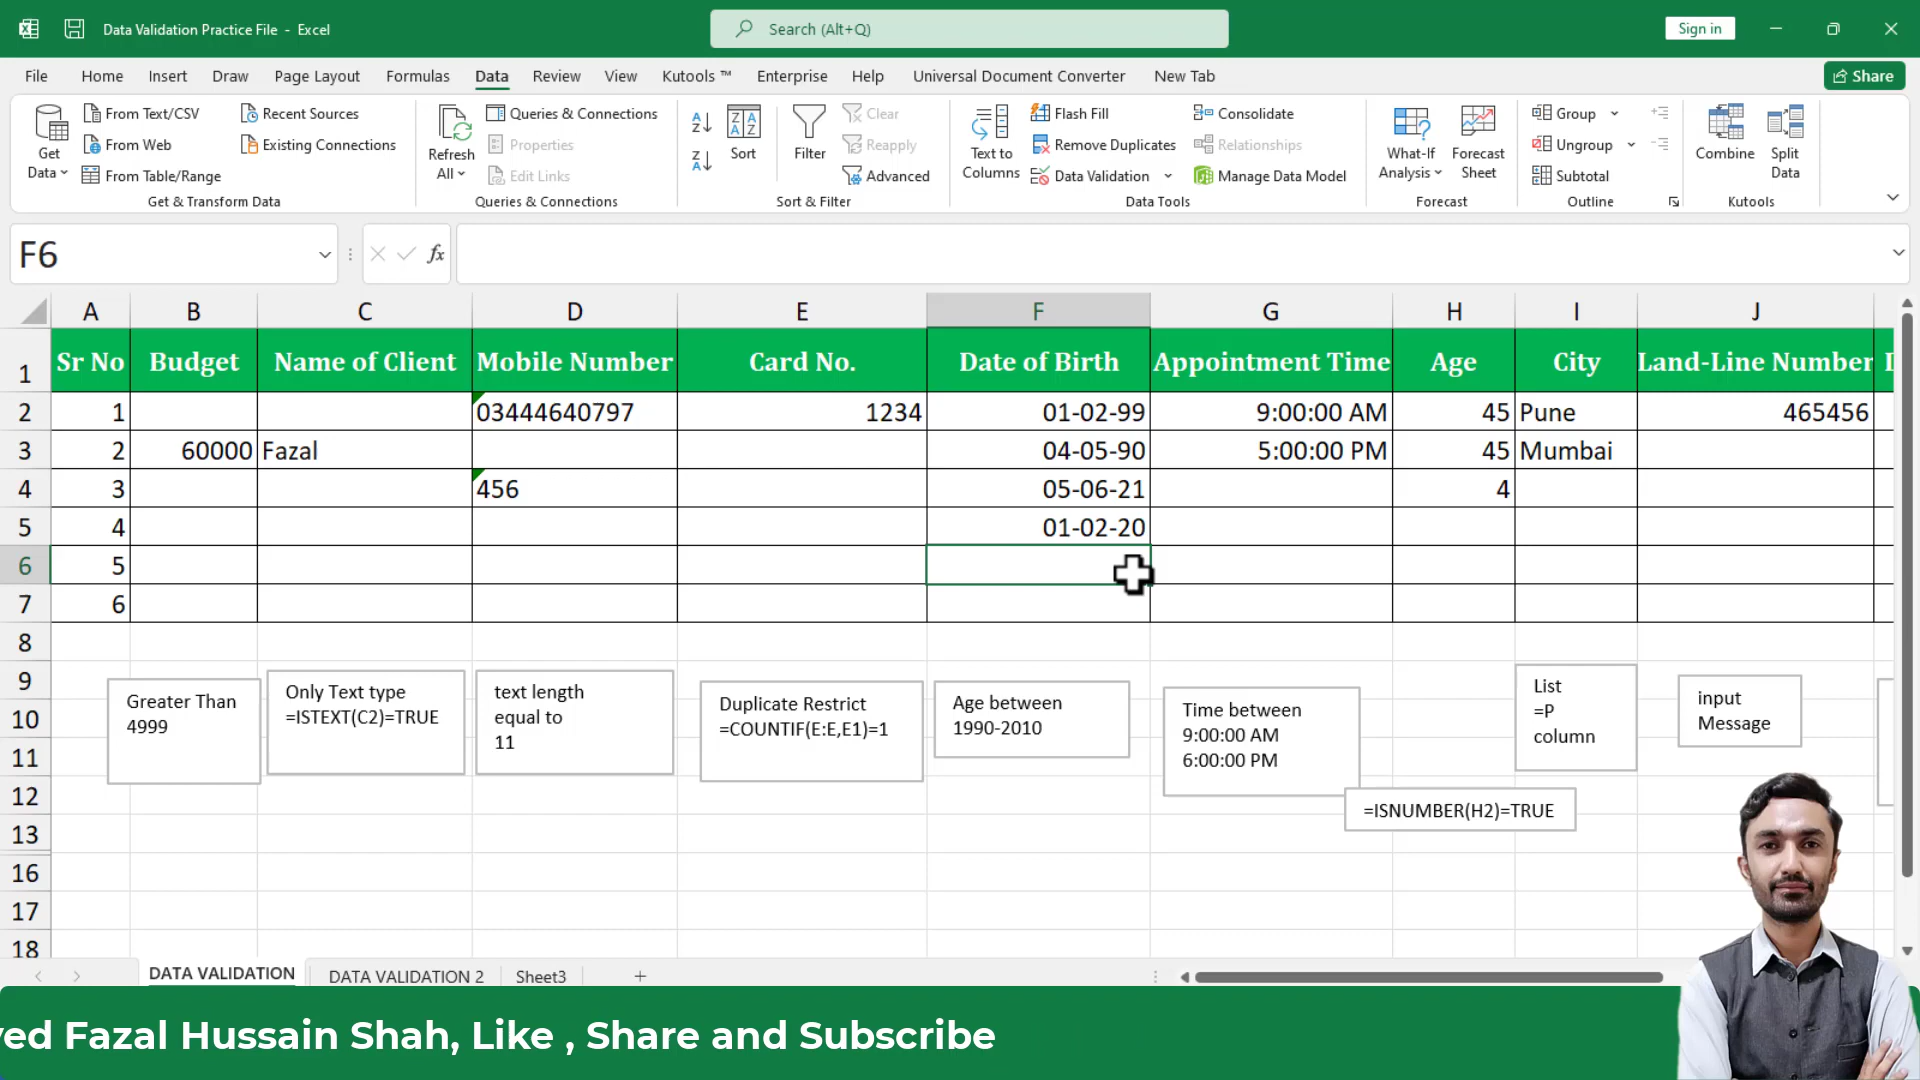 Data Validation Practice File - Excel
Search (Alt+Q)
Sign in
File Home Insert Draw Page Layout Formulas Data Review View Kutools ™ Enterprise Help Universal Document Converter New Tab
Share
Get Data
From Text/CSV
From Web
From Table/Range
Recent Sources
Existing Connections
Get & Transform Data
Refresh All
Queries & Connections
Properties
Edit Links
Queries & Connections
Sort
Filter
Clear
Reapply
Advanced
Sort & Filter
Text to Columns
Flash Fill
Remove Duplicates
Data Validation
Consolidate
Relationships
Manage Data Model
Data Tools
What-If Analysis
Forecast Sheet
Forecast
Group
Ungroup
Subtotal
Outline
Combine
Split Data
Kutools
F6
fx
A B C D E F G H I J
1 Sr No Budget Name of Client Mobile Number Card No. Date of Birth Appointment Time Age City Land-Line Number
2 1 03444640797 1234 01-02-99 9:00:00 AM 45 Pune 465456
3 2 60000 Fazal 04-05-90 5:00:00 PM 45 Mumbai
4 3 456 05-06-21 4
5 4 01-02-20
6 5
7 6
8
9
10
11
12
13
16
17
18
Greater Than
4999
Only Text type
=ISTEXT(C2)=TRUE
text length
equal to
11
Duplicate Restrict
=COUNTIF(E:E,E1)=1
Age between
1990-2010
Time between
9:00:00 AM
6:00:00 PM
=ISNUMBER(H2)=TRUE
List
=P
column
input
Message
DATA VALIDATION DATA VALIDATION 2 Sheet3
yed Fazal Hussain Shah, Like , Share and Subscribe